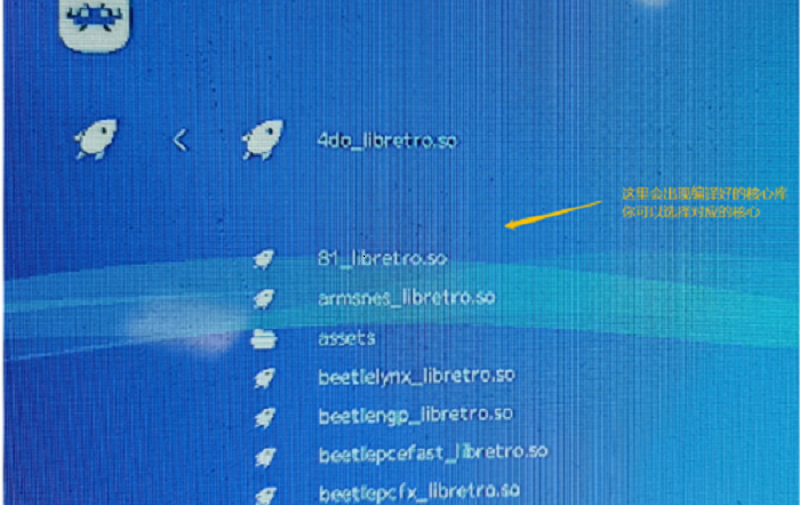 4do_libretro.so
这里会出现编译好的核心库
你可以选择对应的核心
81_libretro.so
armsnes_libretro.so
assets
beetlelynx_libretro.so
beetlengp_libretro.so
beetlepcefast_libretro.so
beetlepcfx_libretro.so